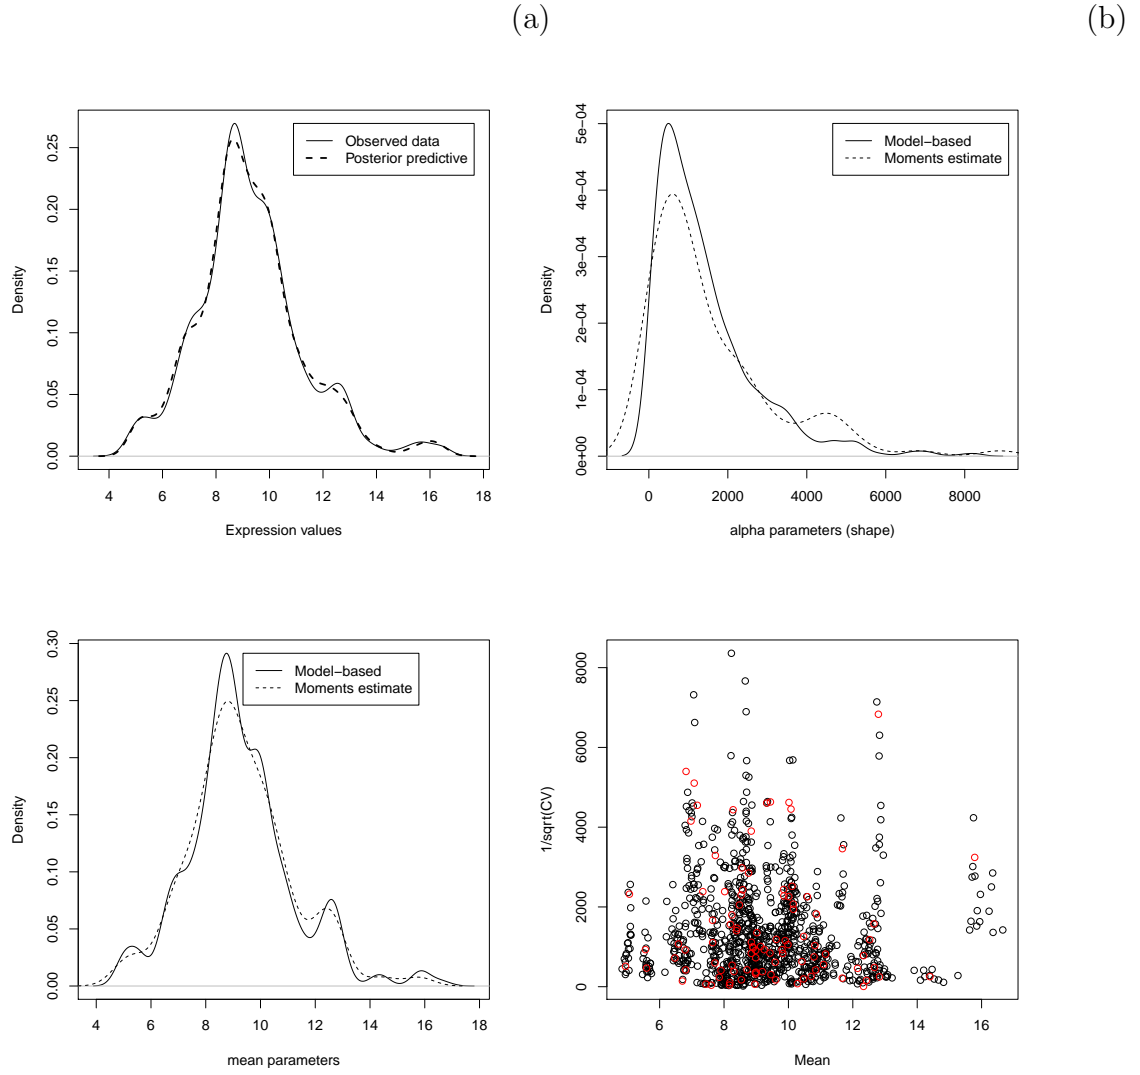 (a)
(b)
Observed data
Posterior predictive
Density
0.00 0.05 0.10 0.15 0.20 0.25
4 6 8 10 12 14 16 18
Expression values
Model−based
Moments estimate
Density
0e+00 1e−04 2e−04 3e−04 4e−04 5e−04
0 2000 4000 6000 8000
alpha parameters (shape)
Model−based
Moments estimate
Density
0.00 0.05 0.10 0.15 0.20 0.25 0.30
4 6 8 10 12 14 16 18
mean parameters
1/sqrt(CV)
0 2000 4000 6000 8000
6 8 10 12 14 16
Mean